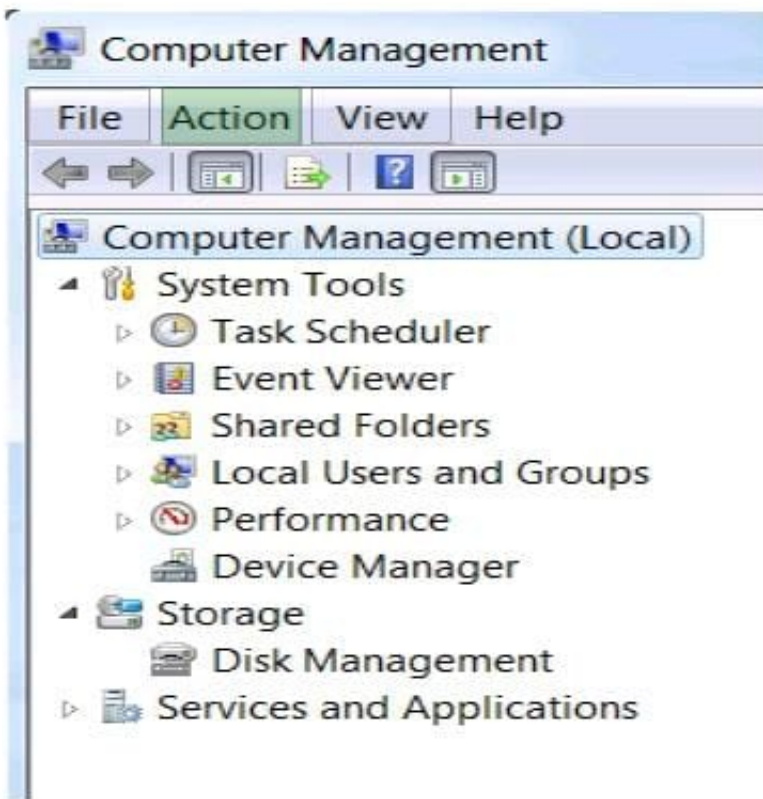 Computer Management
File Action View Help
Computer Management (Local)
System Tools
Task Scheduler
Event Viewer
Shared Folders
Local Users and Groups
Performance
Device Manager
Storage
Disk Management
Services and Applications